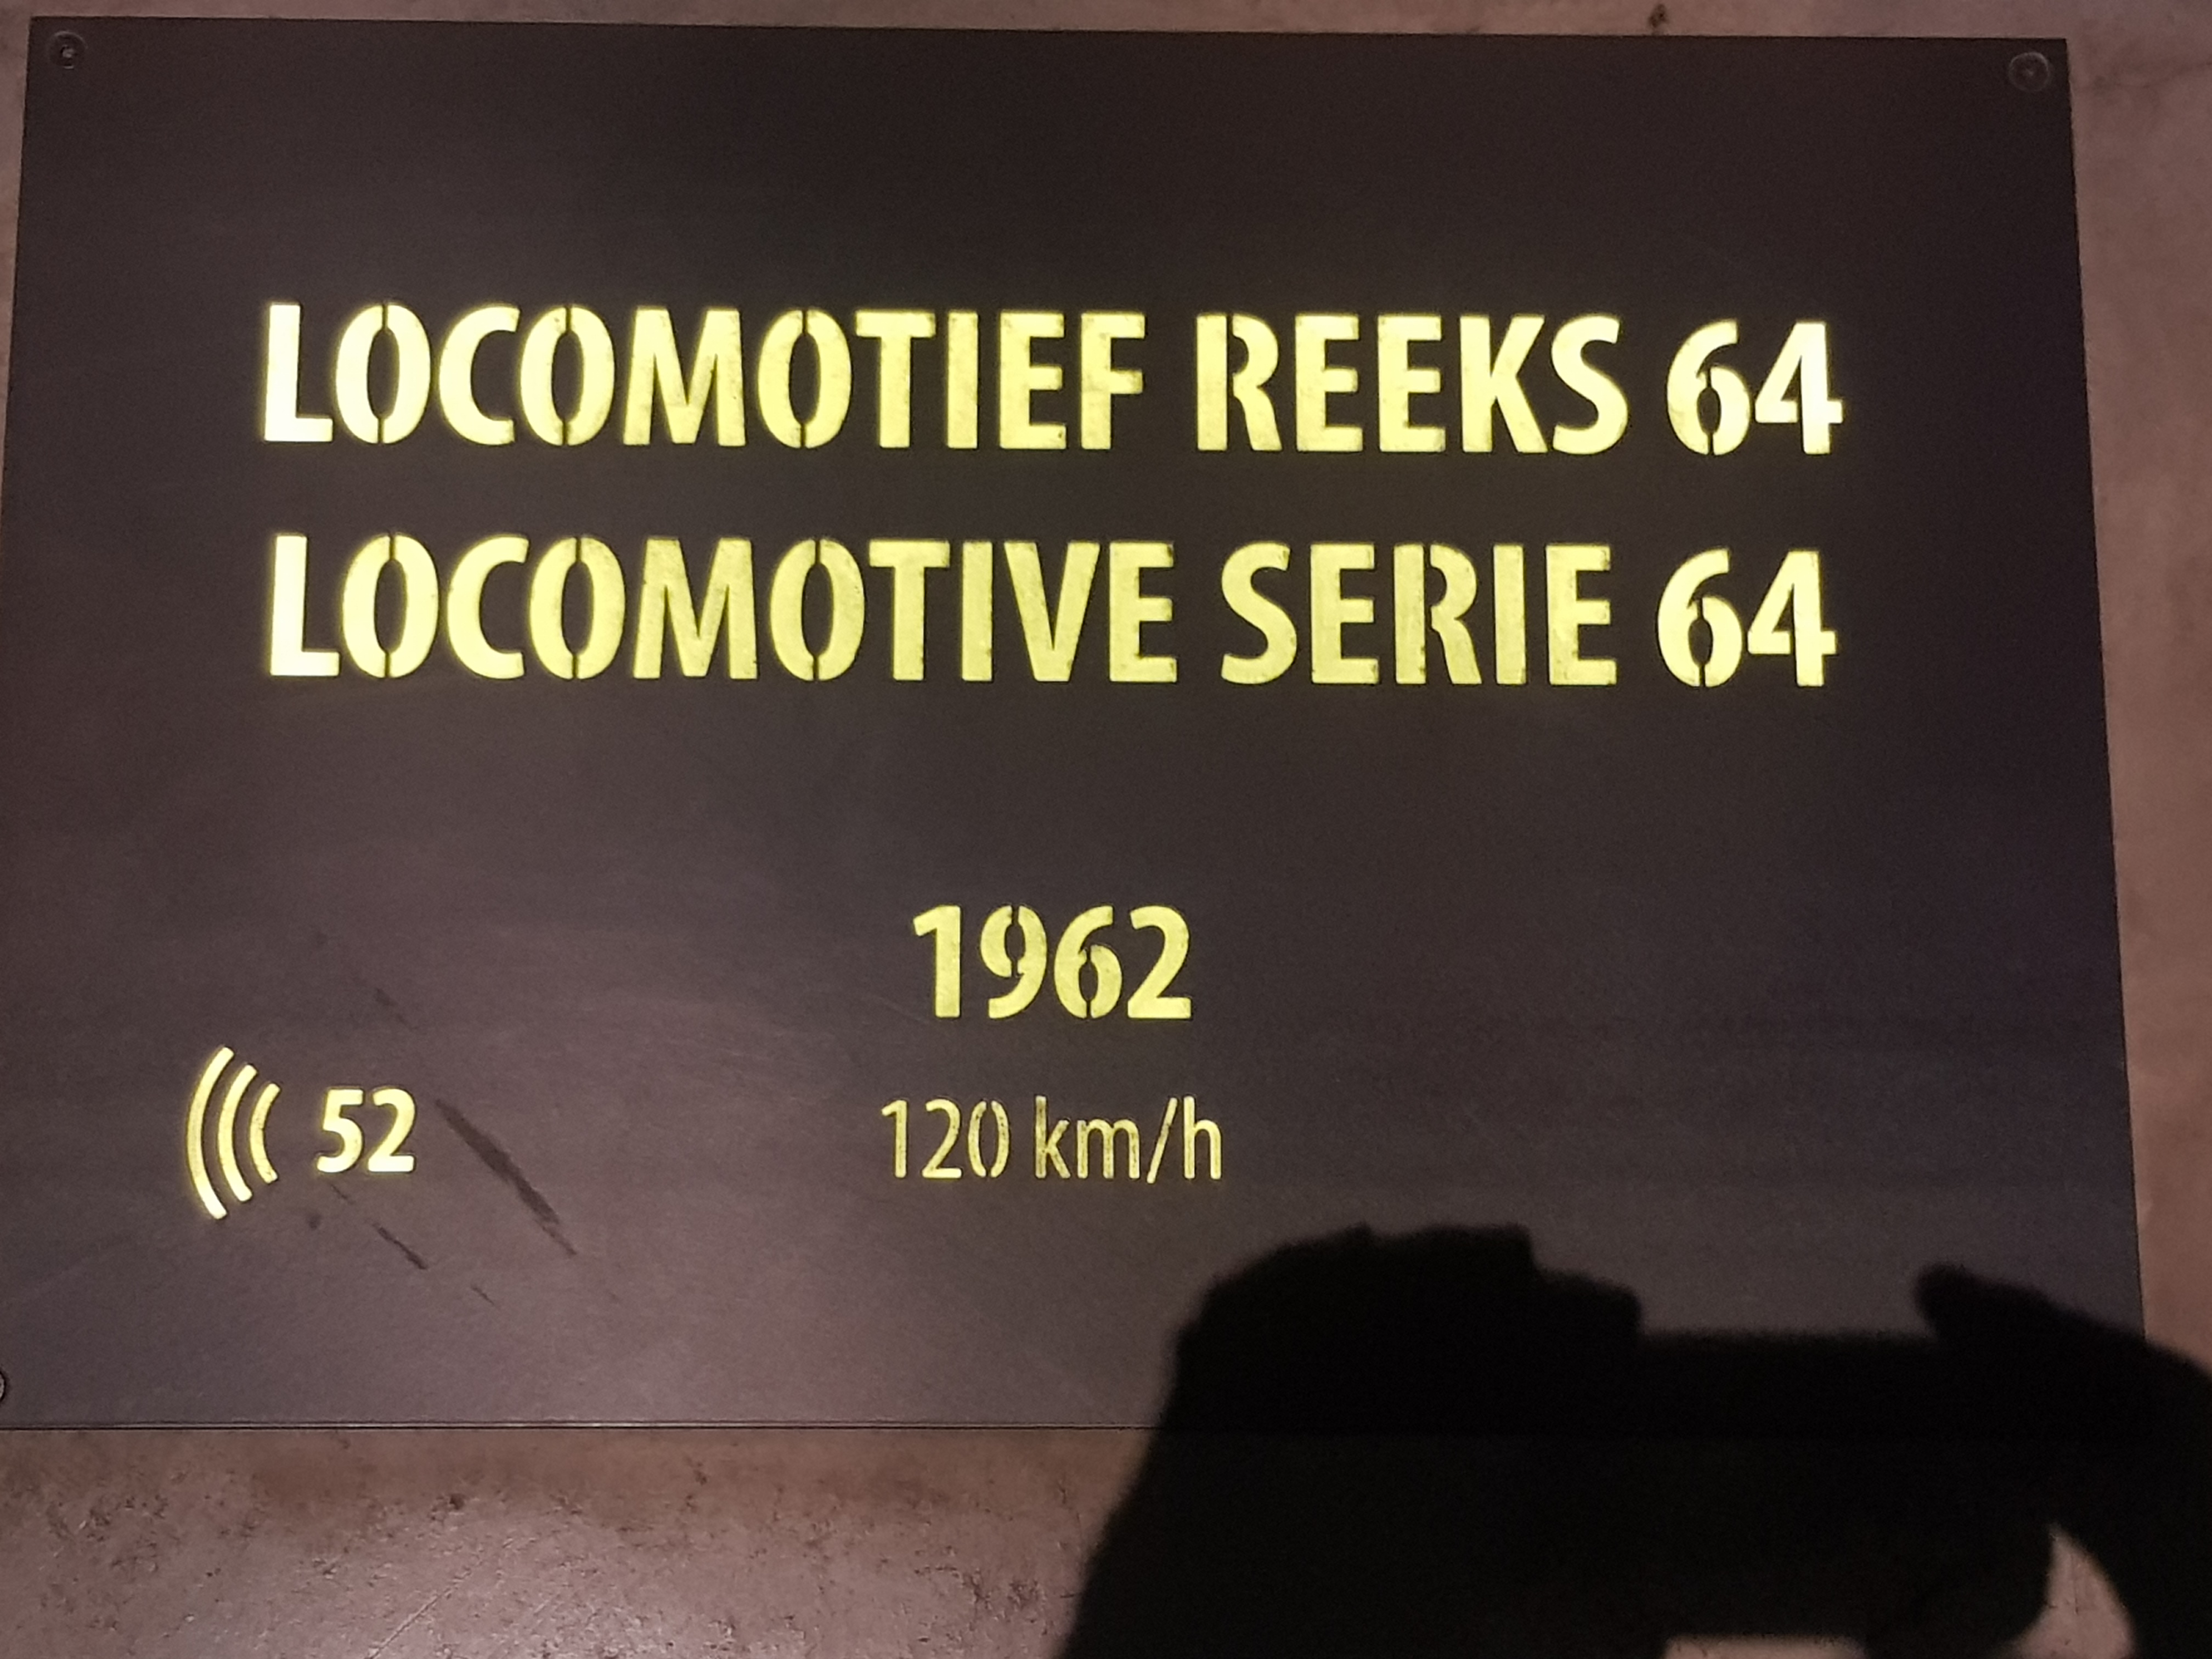 LOCOMOTIEF REEKS 64
LOCOMOTIVE SERIE 64
1962
52
120 km/h